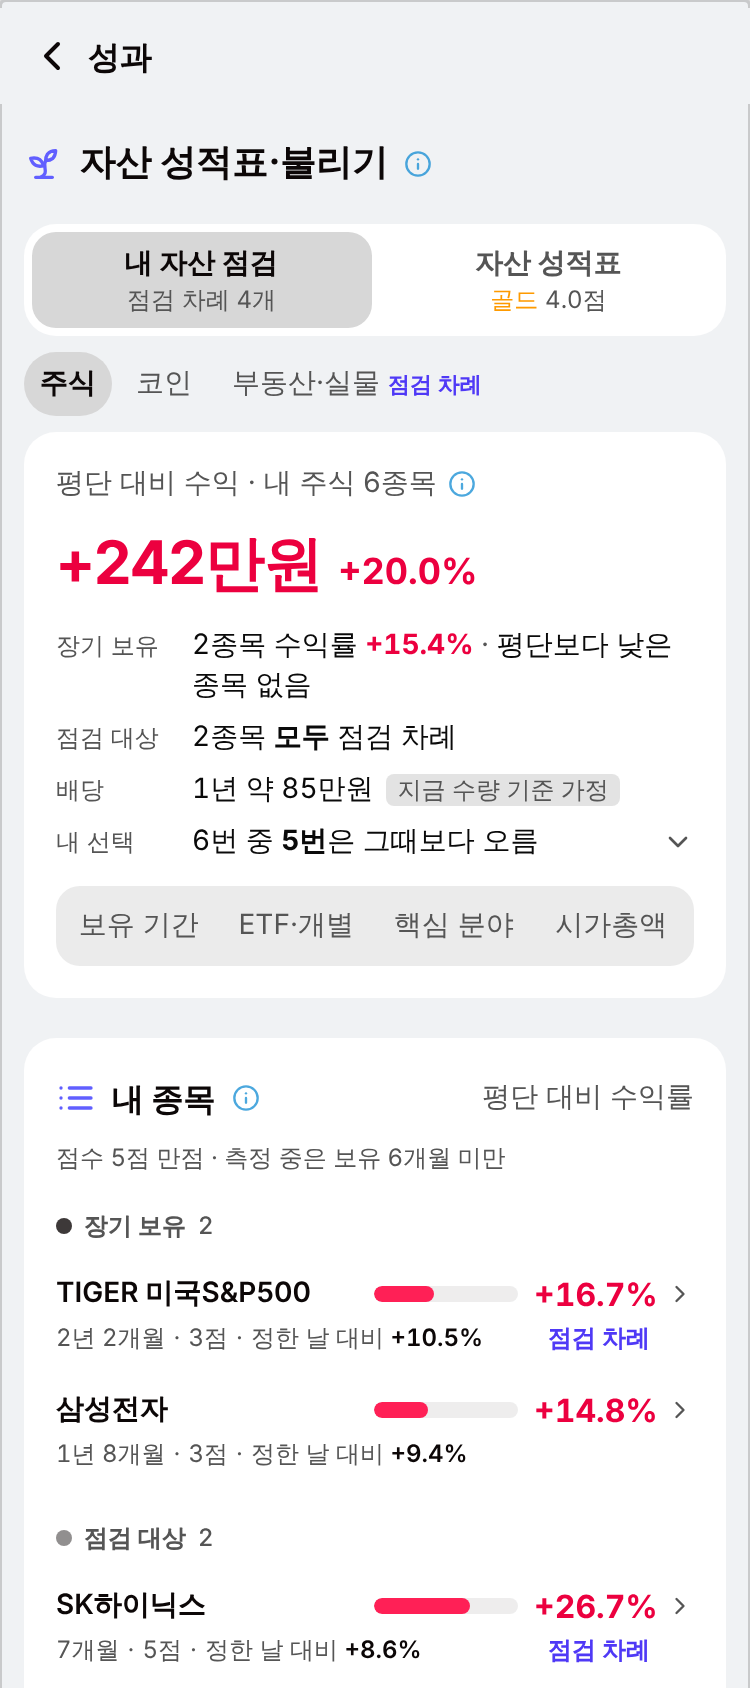 성과
자산 성적표·불리기
내 자산 점검
점검 차례 4개
자산 성적표
골드 4.0점
주식 코인 부동산·실물 점검 차례
평단 대비 수익 · 내 주식 6종목
+242만원 +20.0%
장기 보유 2종목 수익률 +15.4% · 평단보다 낮은
종목 없음
점검 대상 2종목 모두 점검 차례
배당 1년 약 85만원 지금 수량 기준 가정
내 선택 6번 중 5번은 그때보다 오름
보유 기간 ETF·개별 핵심 분야 시가총액
내 종목 평단 대비 수익률
점수 5점 만점 · 측정 중은 보유 6개월 미만
장기 보유 2
TIGER 미국S&P500 +16.7%
2년 2개월 · 3점 · 정한 날 대비 +10.5% 점검 차례
삼성전자 +14.8%
1년 8개월 · 3점 · 정한 날 대비 +9.4%
점검 대상 2
SK하이닉스 +26.7%
7개월 · 5점 · 정한 날 대비 +8.6% 점검 차례